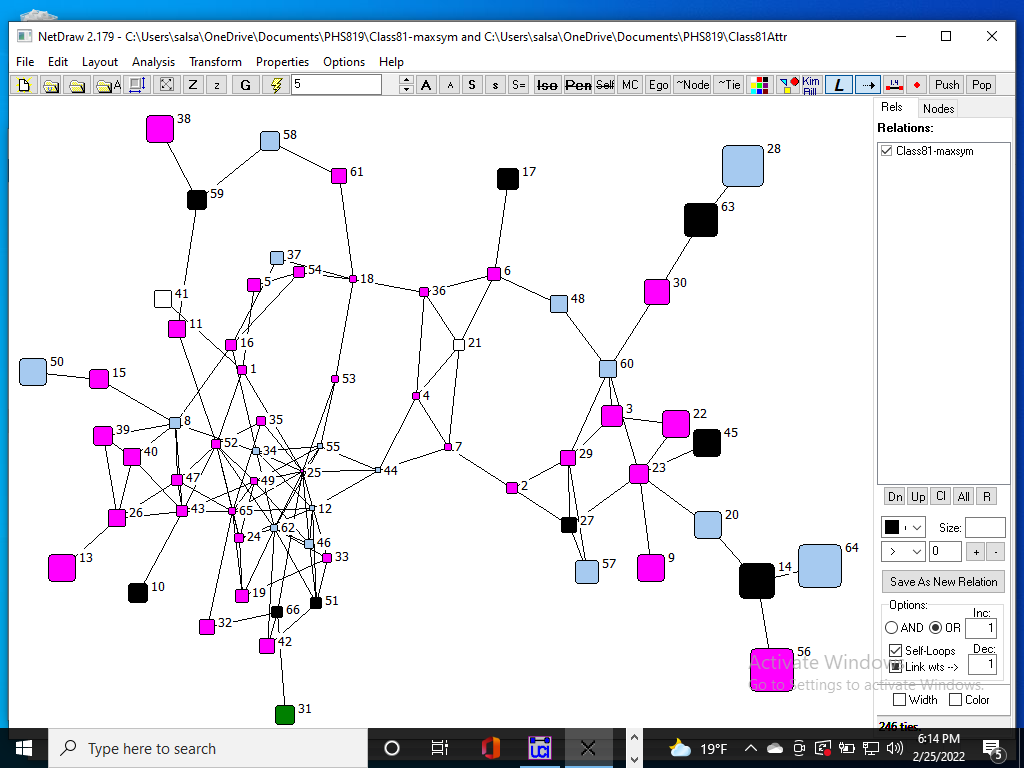 NetDraw 2.179 - C:\Users\salsa\OneDrive\Documents\PHS819\Class81-maxsym and C:\Users\salsa\OneDrive\Documents\PHS819\Class81Attr
File Edit Layout Analysis Transform Properties Options Help
A Z z G 5 A A S s S= Iso Pen Self MC Ego ~Node ~Tie Kim Fill L Push Pop
Rels Nodes
Relations:
Class81-maxsym
38
58
61
17
28
59
63
37
54
5
18
6
30
41
36
48
11
16
21
1
60
50
15
53
4
3
22
8
35
39
52
45
40
34
55
7
29
25
44
23
47
49
2
26
43
65
12
20
62
27
24
46
33
13
57
9
64
10
19
14
51
66
32
42
56
31
Dn Up Cl All R
Size:
> 0 + -
Save As New Relation
Options:
Inc:
AND OR 1
Self-Loops Dec:
Link wts --> 1
Activate Windows
Go to Settings to activate Windows.
Width Color
246 ties
Type here to search
UCI
19°F
6:14 PM
2/25/2022
5